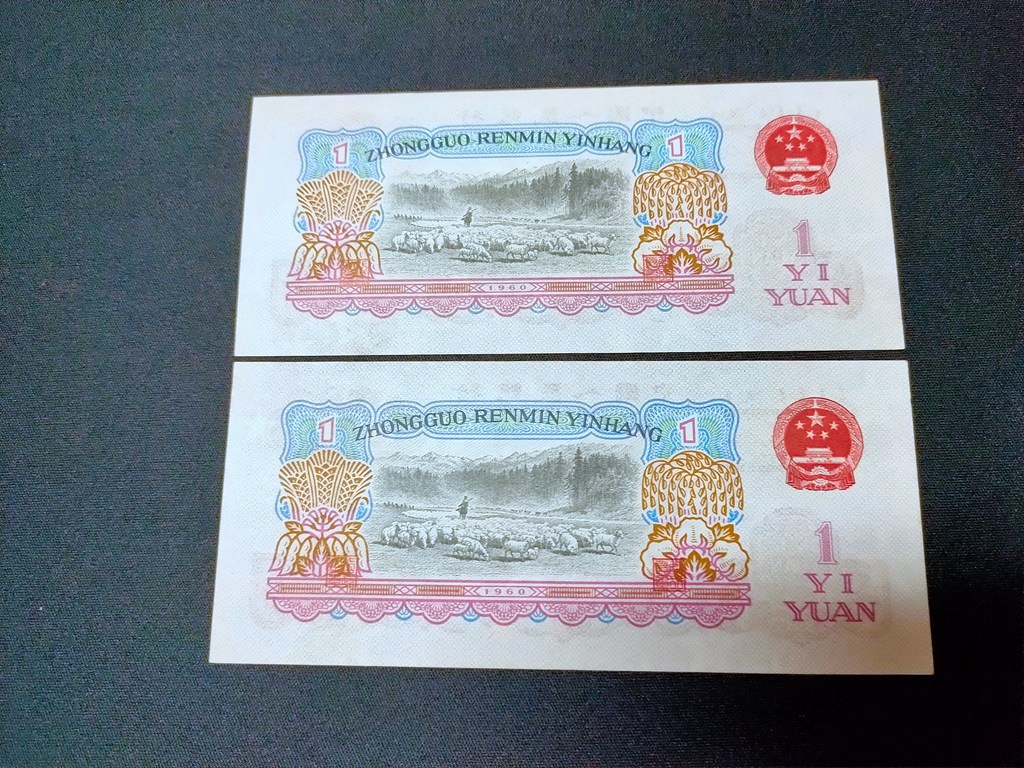 1 ZHONGGUO RENMIN YINHANG 1
1960
1
YI
YUAN
1 ZHONGGUO RENMIN YINHANG 1
1960
1
YI
YUAN